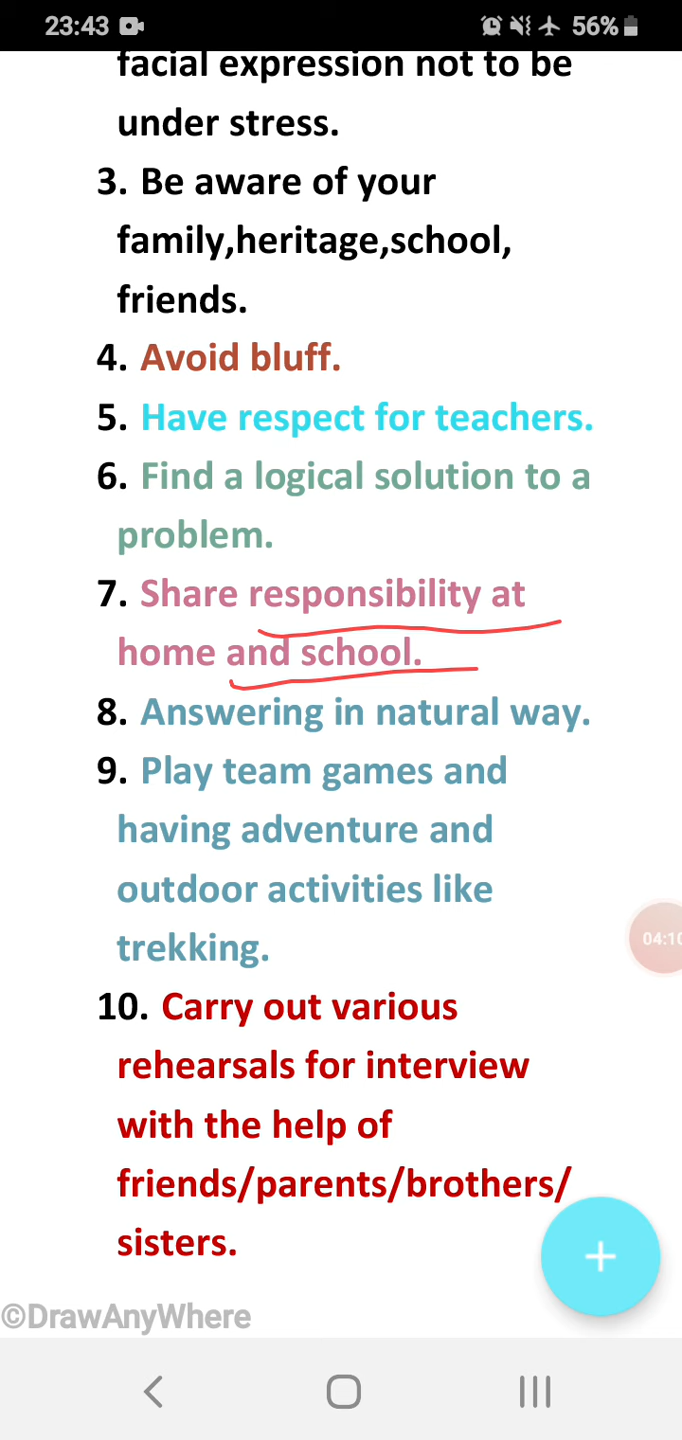 23:43 56%
facial expression not to be
under stress.
3. Be aware of your
family,heritage,school,
friends.
4. Avoid bluff.
5. Have respect for teachers.
6. Find a logical solution to a
problem.
7. Share responsibility at
home and school.
8. Answering in natural way.
9. Play team games and
having adventure and
outdoor activities like
trekking.
04:10
10. Carry out various
rehearsals for interview
with the help of
friends/parents/brothers/
sisters.
+
©DrawAnyWhere